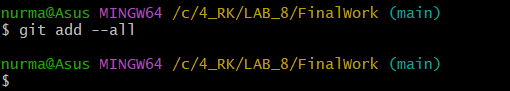 nurma@Asus MINGW64 /c/4_RK/LAB_8/FinalWork (main)
$ git add --all
nurma@Asus MINGW64 /c/4_RK/LAB_8/FinalWork (main)
$